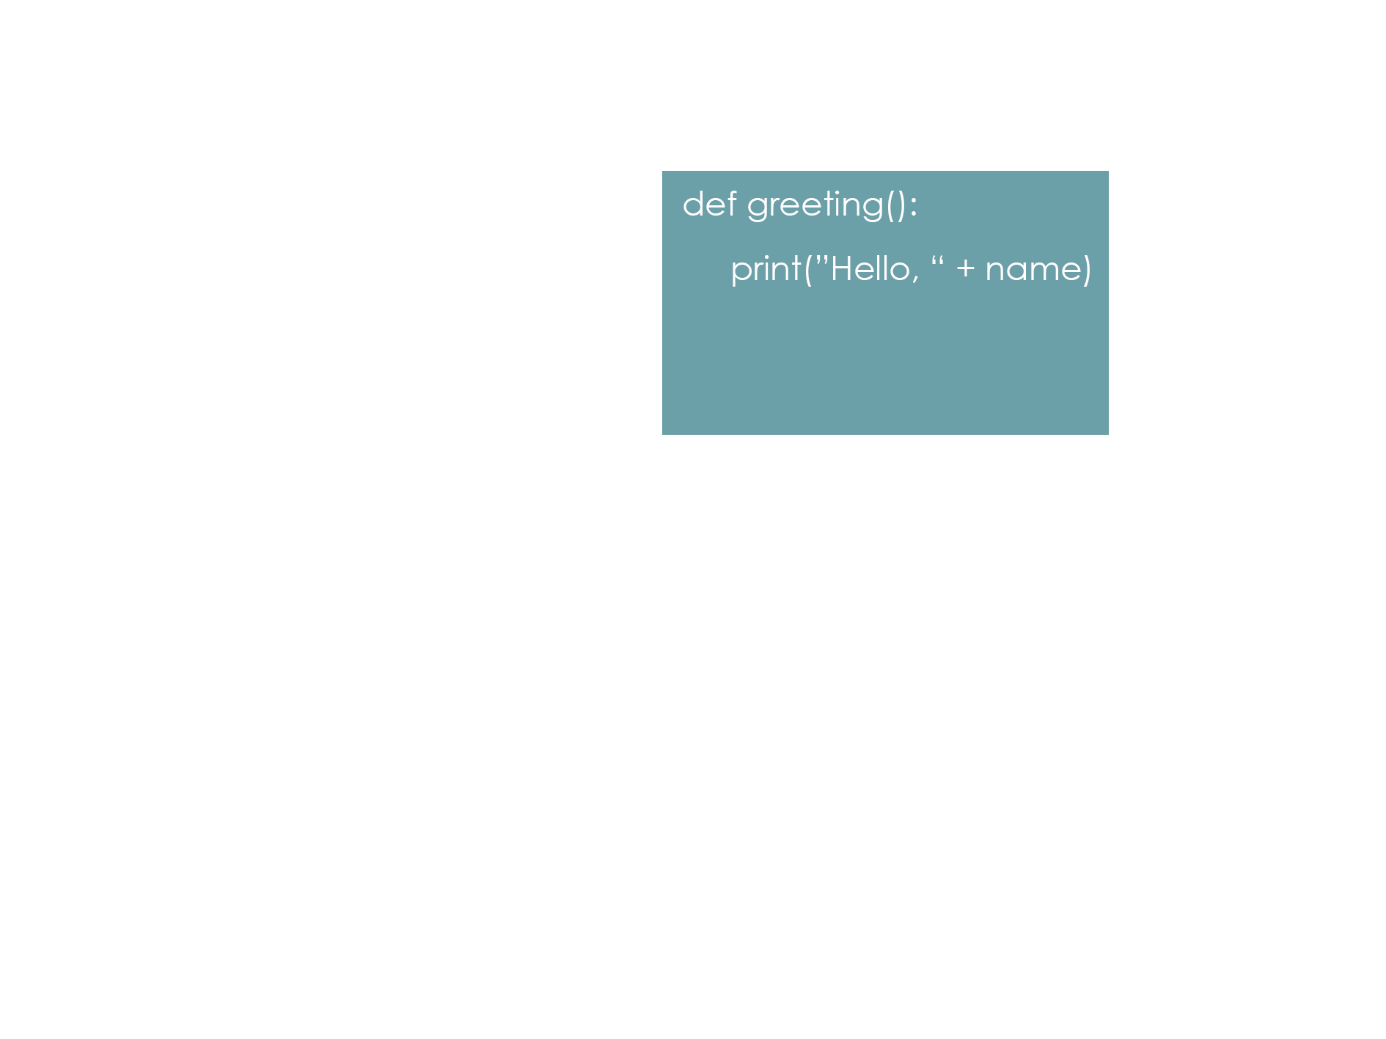 def greeting():
print(”Hello, “ + name)